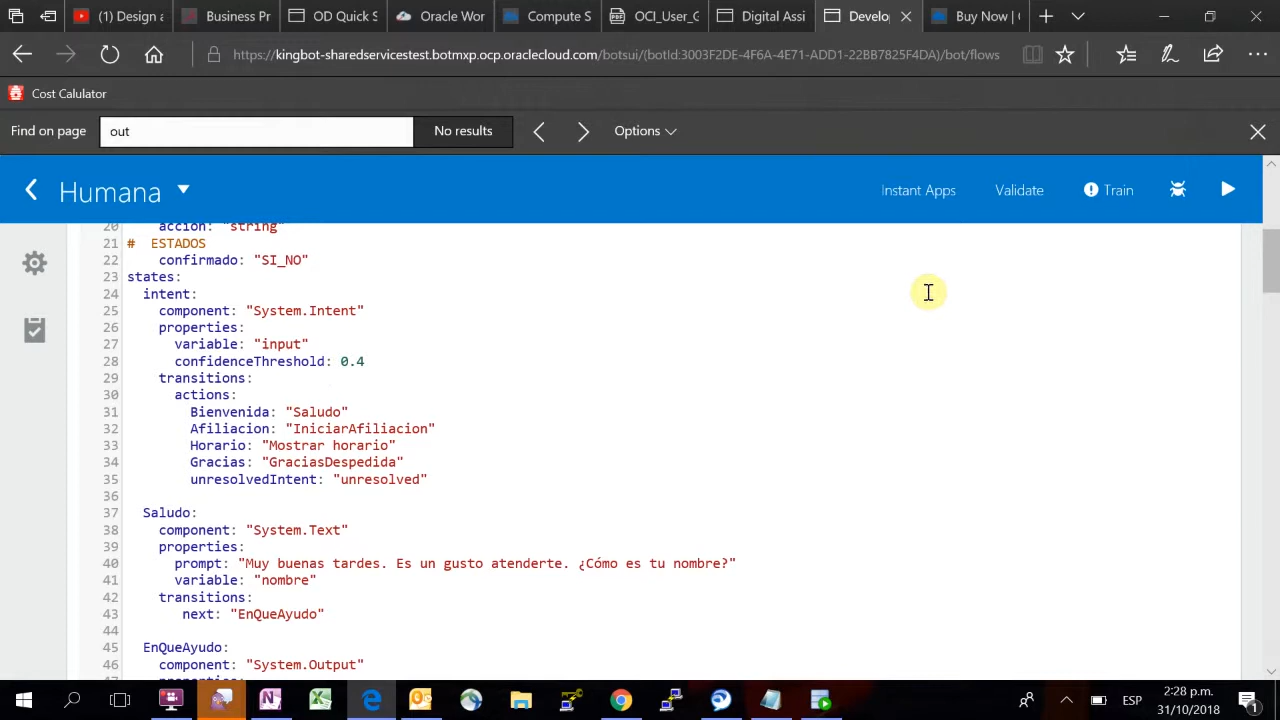 (1) Design a
Business Pr
OD Quick S
Oracle Wor
Compute S
OCI_User_G
Digital Assi
Develo
Buy Now | (
https://kingbot-sharedservicestest.botmxp.ocp.oraclecloud.com/botsui/(botId:3003F2DE-4F6A-4E71-ADD1-22BB7825F4DA)/bot/flows
Cost Calulator
Find on page
out
No results
Options
Humana
Instant Apps
Validate
Train
20 accion: "string"
21 # ESTADOS
22 confirmado: "SI_NO"
23 states:
24 intent:
25 component: "System.Intent"
26 properties:
27 variable: "input"
28 confidenceThreshold: 0.4
29 transitions:
30 actions:
31 Bienvenida: "Saludo"
32 Afiliacion: "IniciarAfiliacion"
33 Horario: "Mostrar horario"
34 Gracias: "GraciasDespedida"
35 unresolvedIntent: "unresolved"
36
37 Saludo:
38 component: "System.Text"
39 properties:
40 prompt: "Muy buenas tardes. Es un gusto atenderte. ¿Cómo es tu nombre?"
41 variable: "nombre"
42 transitions:
43 next: "EnQueAyudo"
44
45 EnQueAyudo:
46 component: "System.Output"
ESP
2:28 p.m.
31/10/2018
1